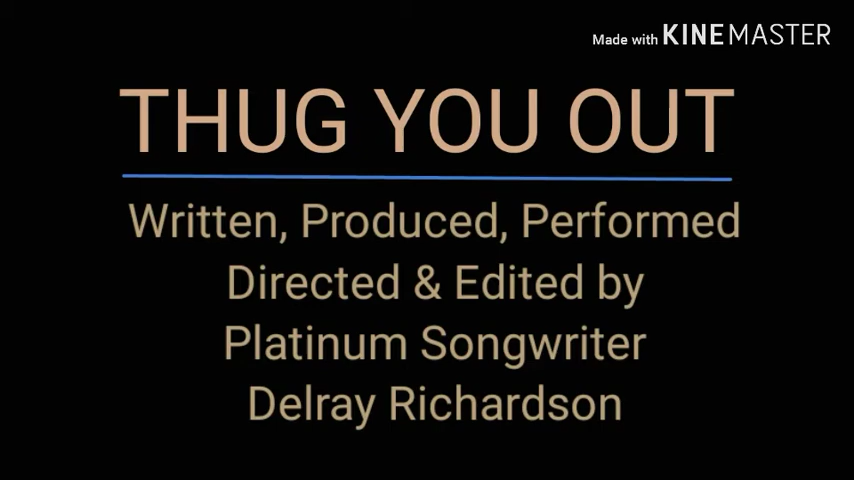 Made with KINEMASTER
THUG YOU OUT
Written, Produced, Performed
Directed & Edited by
Platinum Songwriter
Delray Richardson